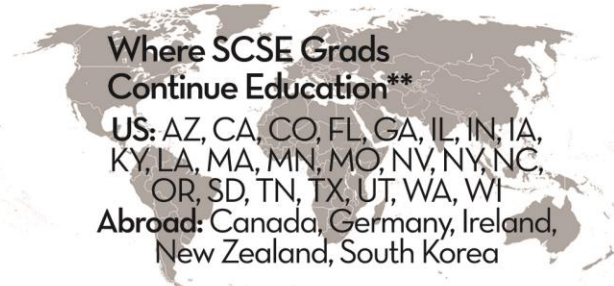 Where SCSE Grads
Continue Education**
US: AZ, CA, CO, FL, GA, IL, IN, IA,
KY, LA, MA, MN, MO, NV, NY, NC,
OR, SD, TN, TX, UT, WA, WI
Abroad: Canada, Germany, Ireland,
New Zealand, South Korea